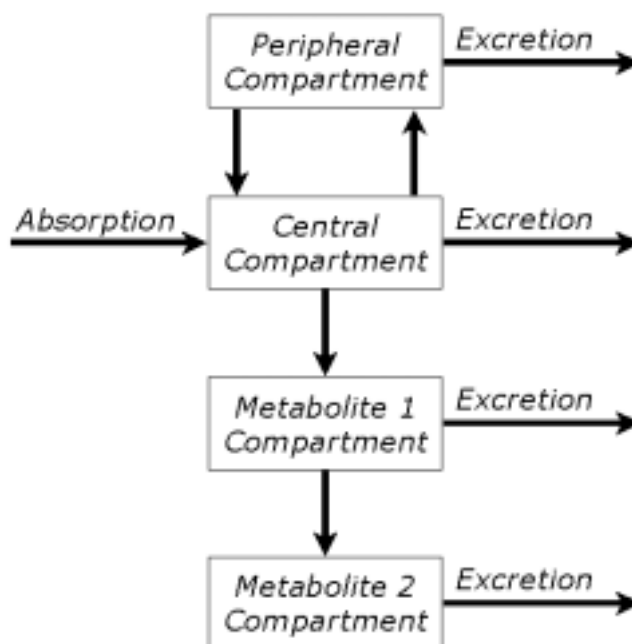 Peripheral
Compartment
Excretion
Absorption
Central
Compartment
Excretion
Metabolite 1
Compartment
Excretion
Metabolite 2
Compartment
Excretion